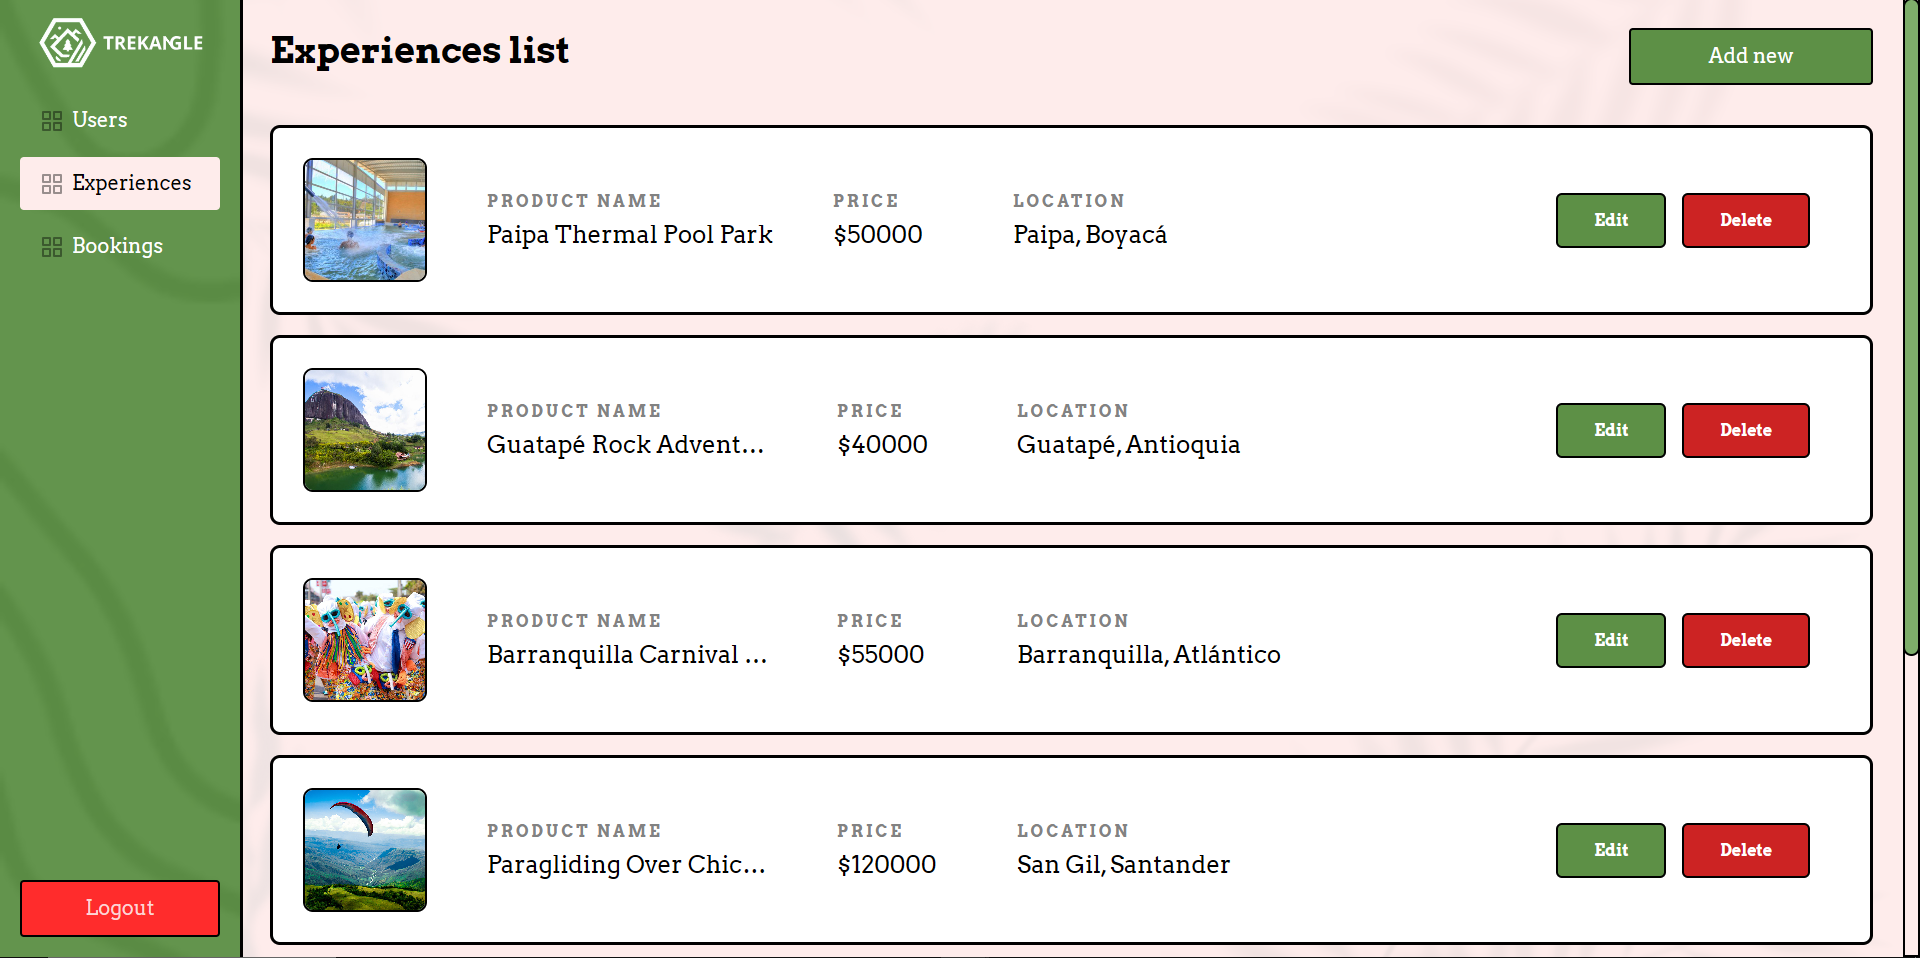 TREKANGLE
Users
Experiences
Bookings
Logout
Experiences list
Add new
PRODUCT NAME PRICE LOCATION
Paipa Thermal Pool Park $50000 Paipa, Boyacá
Edit Delete
PRODUCT NAME PRICE LOCATION
Guatapé Rock Advent... $40000 Guatapé, Antioquia
Edit Delete
PRODUCT NAME PRICE LOCATION
Barranquilla Carnival ... $55000 Barranquilla, Atlántico
Edit Delete
PRODUCT NAME PRICE LOCATION
Paragliding Over Chic... $120000 San Gil, Santander
Edit Delete